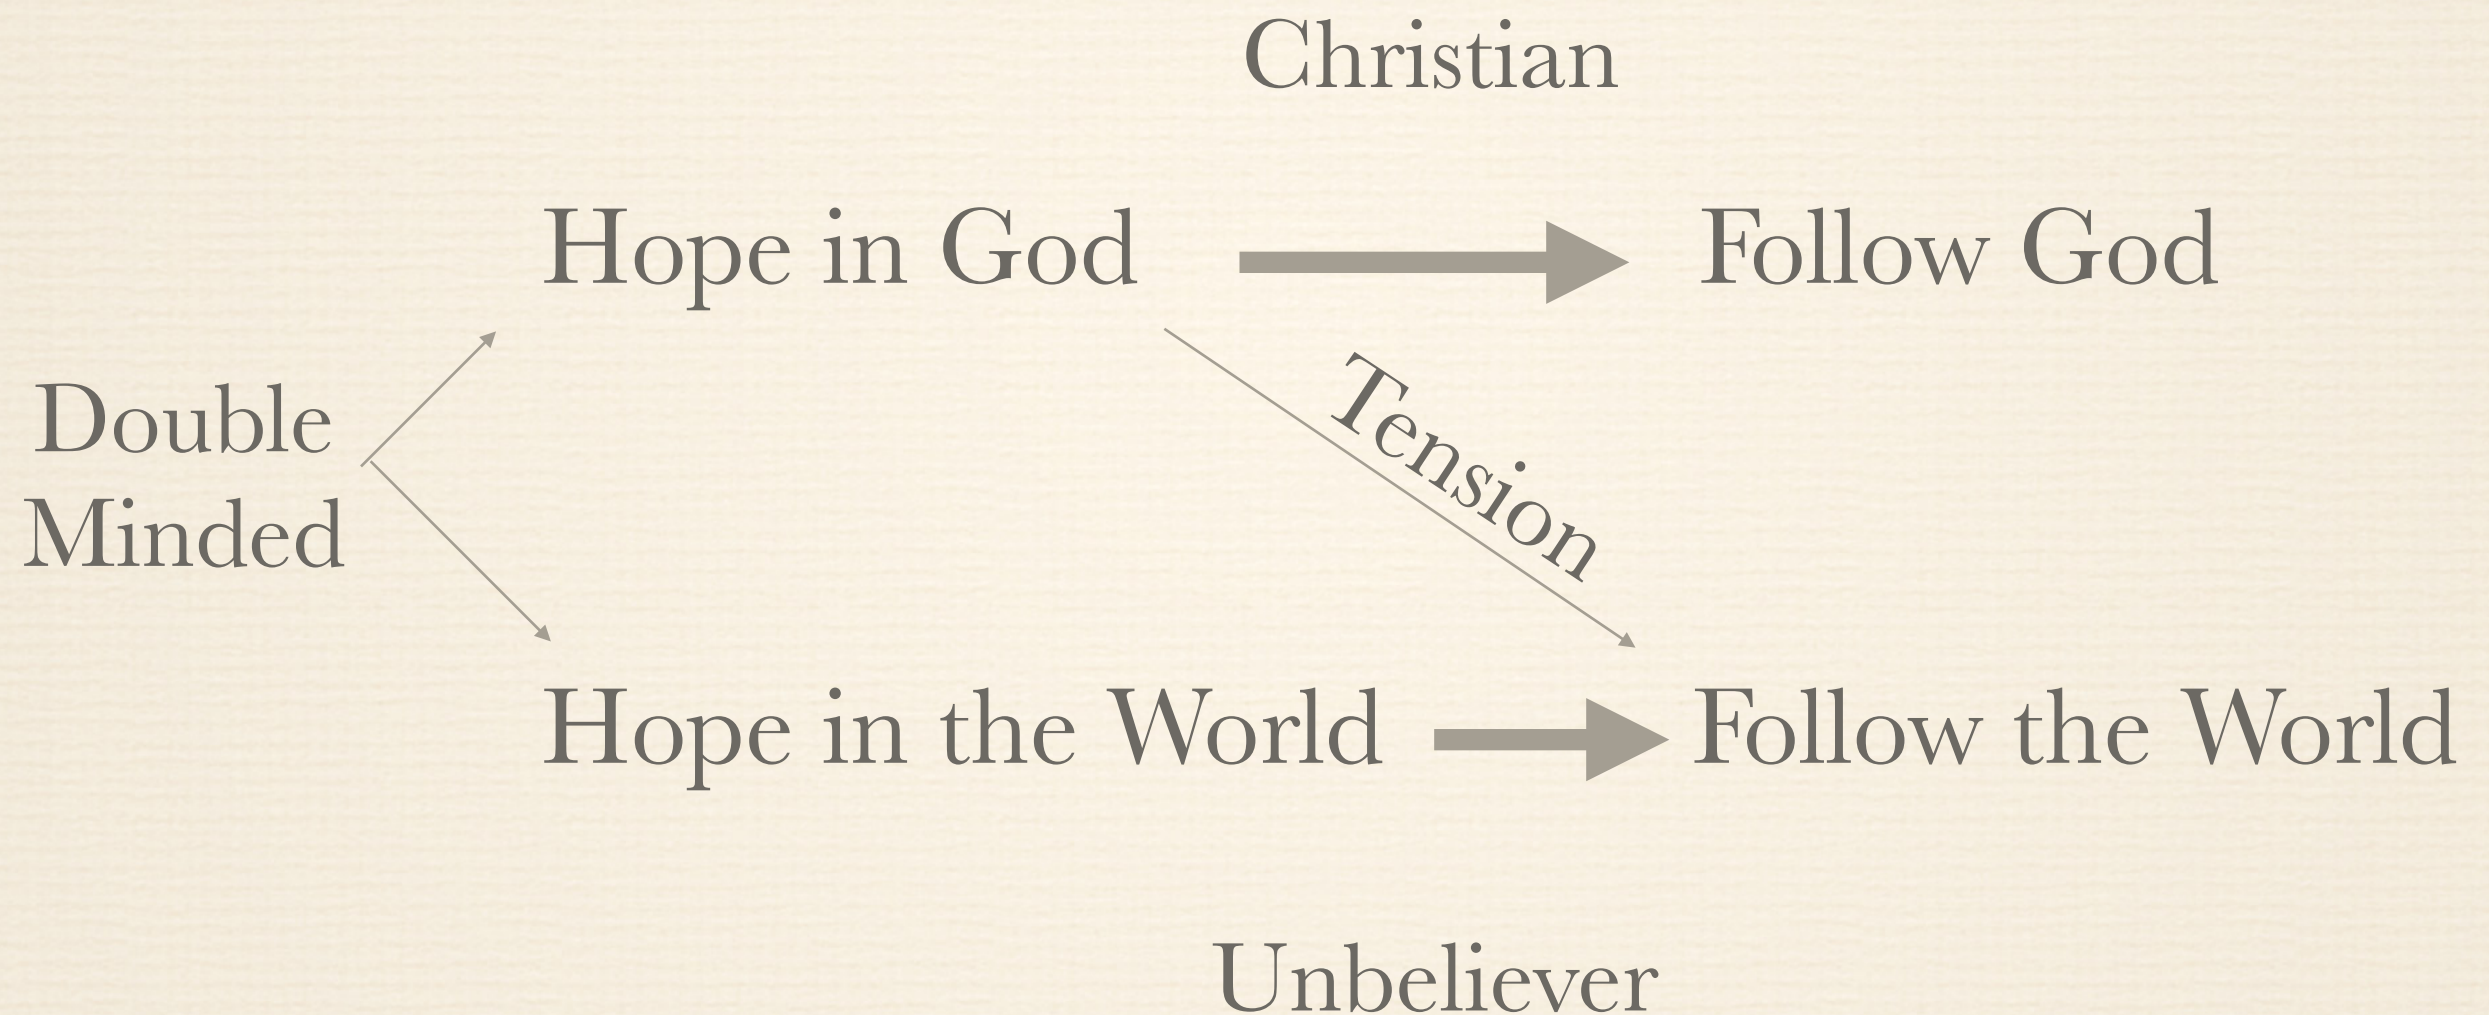 Christian
Hope in God
Follow God
Tension
Double
Minded
Hope in the World
Follow the World
Unbeliever